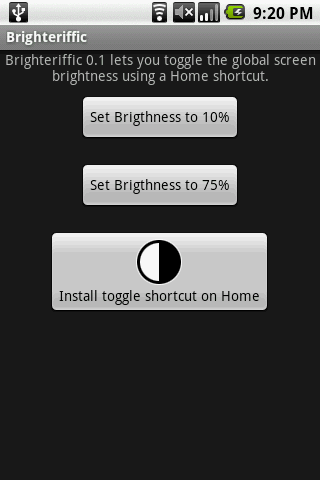 9:20 PM
Brighteriffic
Brighteriffic 0.1 lets you toggle the global screen
brightness using a Home shortcut.
Set Brigthness to 10%
Set Brigthness to 75%
Install toggle shortcut on Home